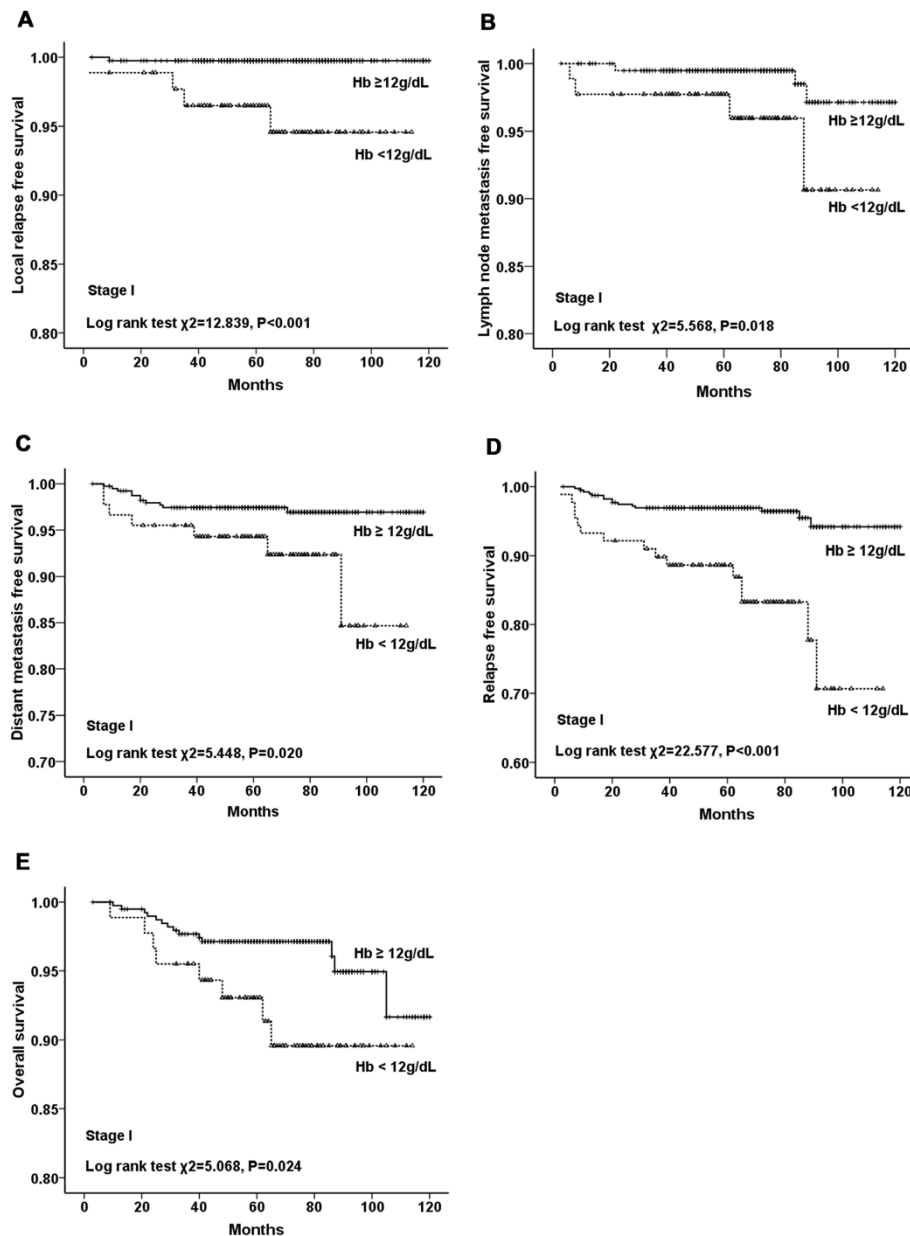 A
Local relapse free survival
1.00
0.95
0.90
0.85
0.80
Hb ≥12g/dL
Hb <12g/dL
Stage I
Log rank test χ2=12.839, P<0.001
0 20 40 60 80 100 120
Months
B
Lymph node metastasis free survival
1.00
0.95
0.90
0.85
0.80
Hb ≥12g/dL
Hb <12g/dL
Stage I
Log rank test χ2=5.568, P=0.018
0 20 40 60 80 100 120
Months
C
Distant metastasis free survival
1.00
0.95
0.90
0.85
0.80
0.75
0.70
Hb ≥ 12g/dL
Hb < 12g/dL
Stage I
Log rank test χ2=5.448, P=0.020
0 20 40 60 80 100 120
Months
D
Relapse free survival
1.00
0.90
0.80
0.70
0.60
Hb ≥ 12g/dL
Hb < 12g/dL
Stage I
Log rank test χ2=22.577, P<0.001
0 20 40 60 80 100 120
Months
E
Overall survival
1.00
0.95
0.90
0.85
0.80
Hb ≥ 12g/dL
Hb < 12g/dL
Stage I
Log rank test χ2=5.068, P=0.024
0 20 40 60 80 100 120
Months